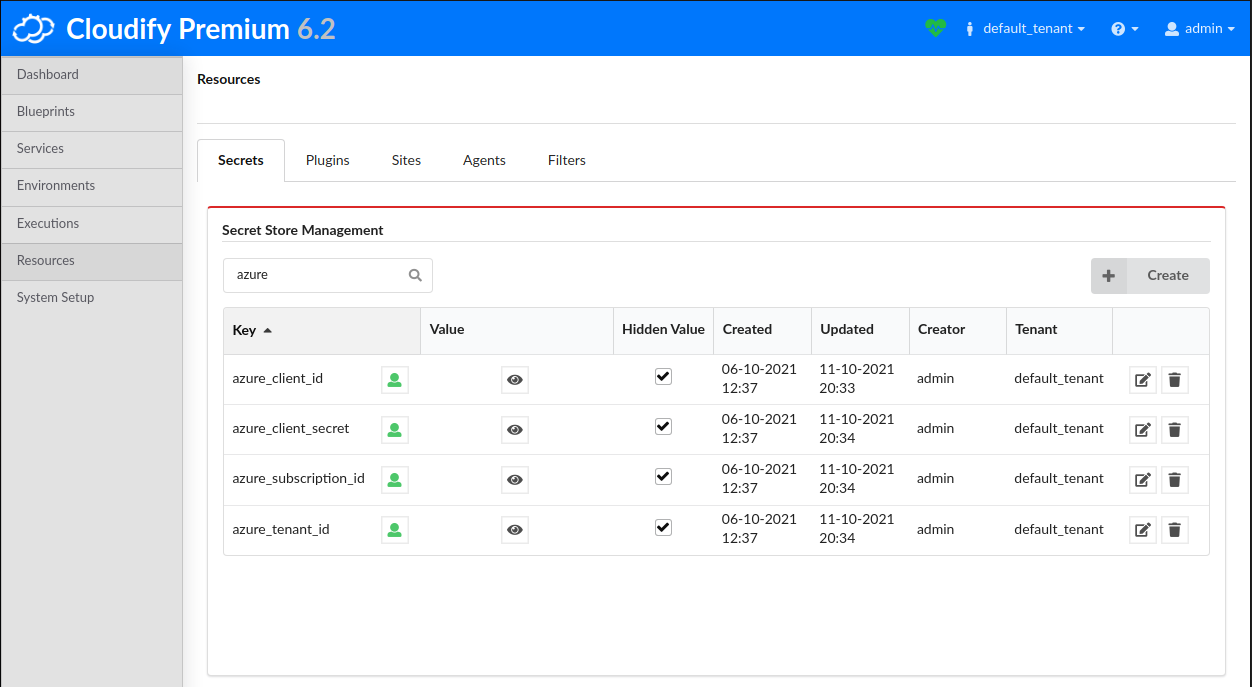 Cloudify Premium 6.2
default_tenant
admin
Dashboard
Blueprints
Services
Environments
Executions
Resources
System Setup
Resources
Secrets Plugins Sites Agents Filters
Secret Store Management
azure
Create
Key Value Hidden Value Created Updated Creator Tenant
azure_client_id 06-10-2021 12:37 11-10-2021 20:33 admin default_tenant
azure_client_secret 06-10-2021 12:37 11-10-2021 20:34 admin default_tenant
azure_subscription_id 06-10-2021 12:37 11-10-2021 20:34 admin default_tenant
azure_tenant_id 06-10-2021 12:37 11-10-2021 20:34 admin default_tenant